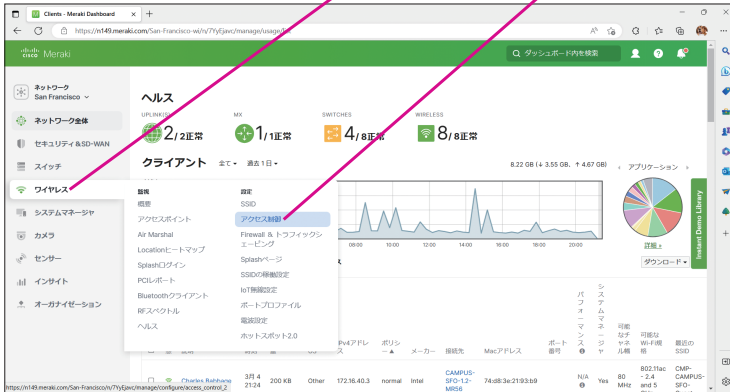 Clients - Meraki Dashboard
https://n149.meraki.com/San-Francisco-wi/n/7YyEjavc/manage/usage/list
cisco Meraki
ダッシュボード内を検索
ネットワーク
San Francisco
ネットワーク全体
セキュリティ&SD-WAN
スイッチ
ワイヤレス
システムマネージャ
カメラ
センサー
インサイト
オーガナイゼーション
ヘルス
UPLINKS
2/2正常
MX
1/1正常
SWITCHES
4/8正常
WIRELESS
8/8正常
クライアント 全て 過去1日
8.22 GB (↓ 3.55 GB、↑ 4.67 GB)
アプリケーション
詳細 »
ダウンロード
Instant Demo Library
監視
概要
アクセスポイント
Air Marshal
Locationヒートマップ
Splashログイン
PCIレポート
Bluetoothクライアント
RFスペクトル
ヘルス
設定
SSID
アクセス制御
Firewall & トラフィックシェーピング
Splashページ
SSIDの稼働設定
IoT無線設定
ポートプロファイル
電波設定
ホットスポット2.0
08:00 10:00 12:00 14:00 16:00 18:00 20:00
IPv4アドレス
ポリシー
メーカー
接続先
Macアドレス
ポート番号
パフォーマンス
システムマネージャ
可能なチャネル幅
可能なWi-Fi規格
最近のSSID
Charles Babbage
3月 4 21:24
200 KB
Other
172.16.40.3
normal
Intel
CAMPUS-SFO-1.2-MR56
74:d8:3e:21:93:b9
N/A
Yes
80 MHz
802.11ac - 2.4 and 5
CMP-CAMPUS-SFO-
https://n149.meraki.com/San-Francisco/n/7YyEjavc/manage/configure/access_control_2